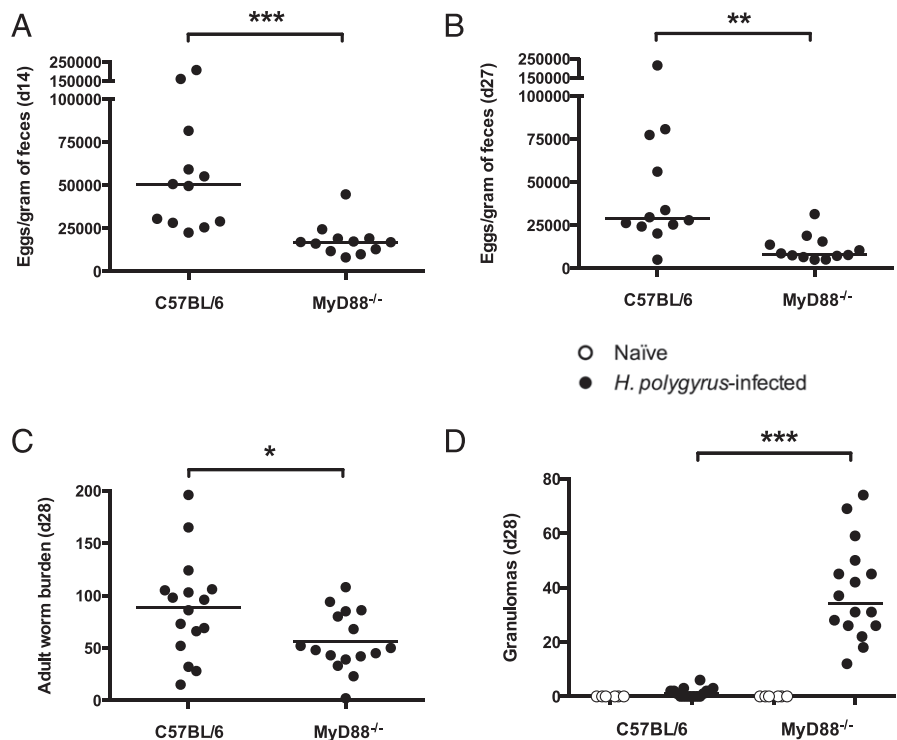 A
***
Eggs/gram of feces (d14)
250000
150000
100000
75000
50000
25000
0
C57BL/6
MyD88-/-
B
**
Eggs/gram of feces (d27)
250000
150000
100000
75000
50000
25000
0
C57BL/6
MyD88-/-
Naïve
H. polygyrus-infected
C
*
Adult worm burden (d28)
200
150
100
50
0
C57BL/6
MyD88-/-
D
***
Granulomas (d28)
80
60
40
20
0
C57BL/6
MyD88-/-